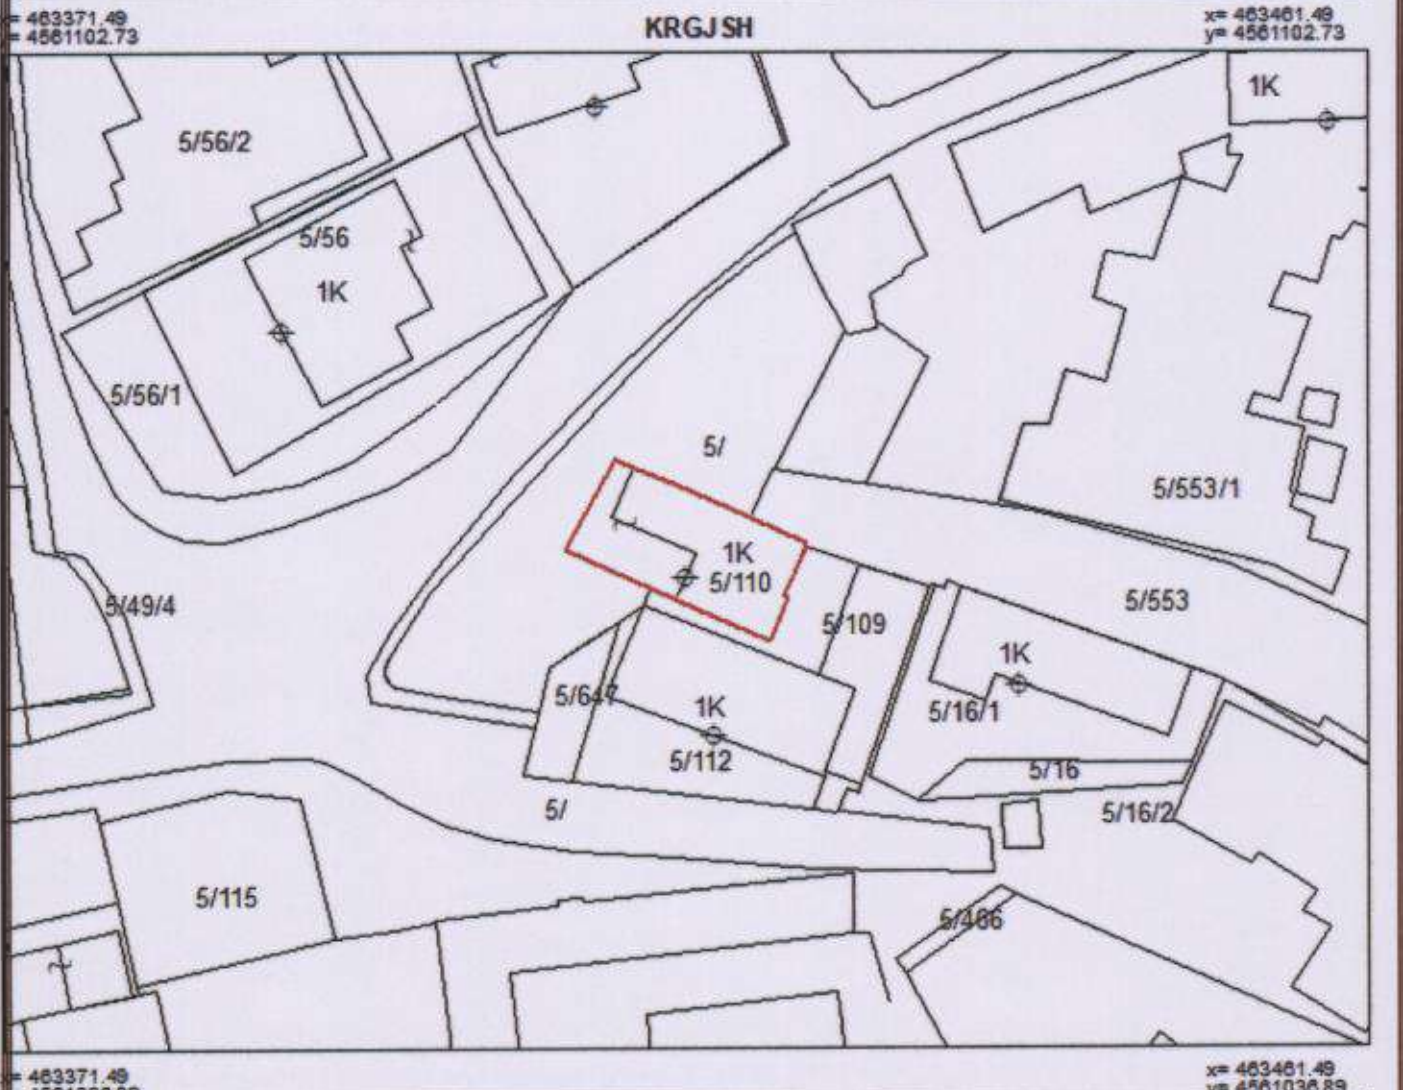 = 463371.49
= 4561102.73
KRGJSH
x= 463461.49
y= 4561102.73
1K
5/56/2
5/56
1K
5/56/1
5/
5/553/1
1K
5/110
5/49/4
5/109
5/553
1K
5/647
1K
5/16/1
5/112
5/16
5/
5/16/2
5/115
5/466
= 463371.49
x= 463461.49
y= 4561036.89